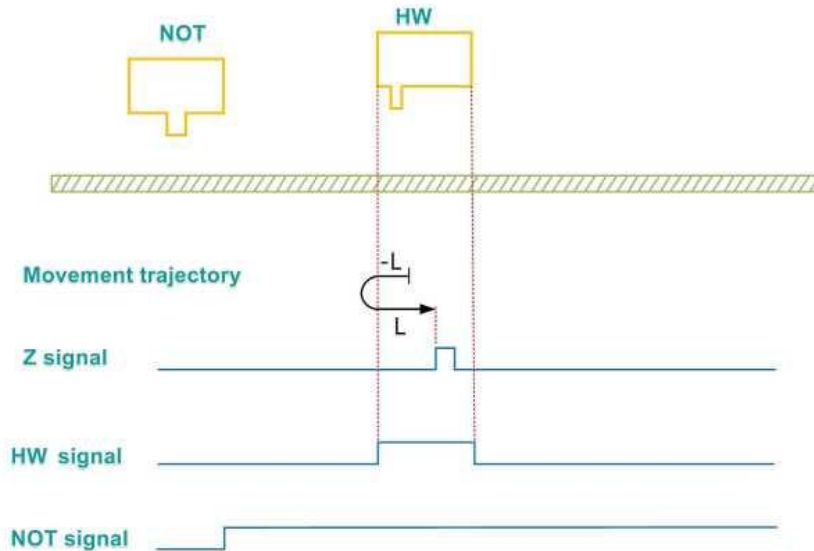 HW
NOT
-L
Movement trajectory
L
Z signal
HW signal
NOT signal